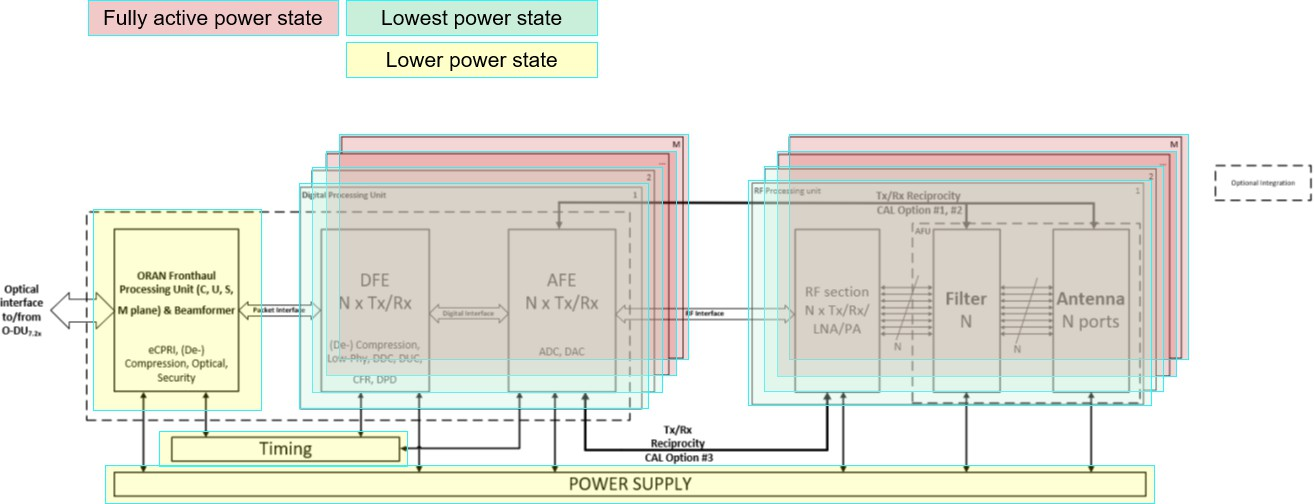 Fully active power state
Lowest power state
Lower power state
M
...
2
Digital Processing Unit
1
M
...
2
RF Processing unit
1
Optional Integration
Tx/Rx Reciprocity
CAL Option #1, #2
AFU
Optical
interface
to/from
O-DU7.2x
ORAN Fronthaul
Processing Unit (C, U, S,
M plane) & Beamformer
eCPRI, (De-)
Compression, Optical,
Security
Packet Interface
DFE
N x Tx/Rx
(De-) Compression,
Low-Phy, DDC, DUC,
CFR, DPD
Digital Interface
AFE
N x Tx/Rx
ADC, DAC
RF Interface
RF section
N x Tx/Rx/
LNA/PA
N
Filter
N
N
Antenna
N ports
Timing
Tx/Rx
Reciprocity
CAL Option #3
POWER SUPPLY